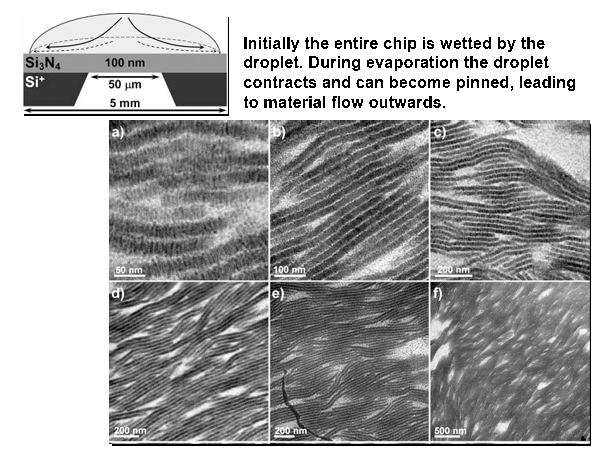 Si3N4
100 nm
Si+
50 μm
5 mm
Initially the entire chip is wetted by the
droplet. During evaporation the droplet
contracts and can become pinned, leading
to material flow outwards.
a)
50 nm
b)
100 nm
c)
200 nm
d)
200 nm
e)
200 nm
f)
500 nm